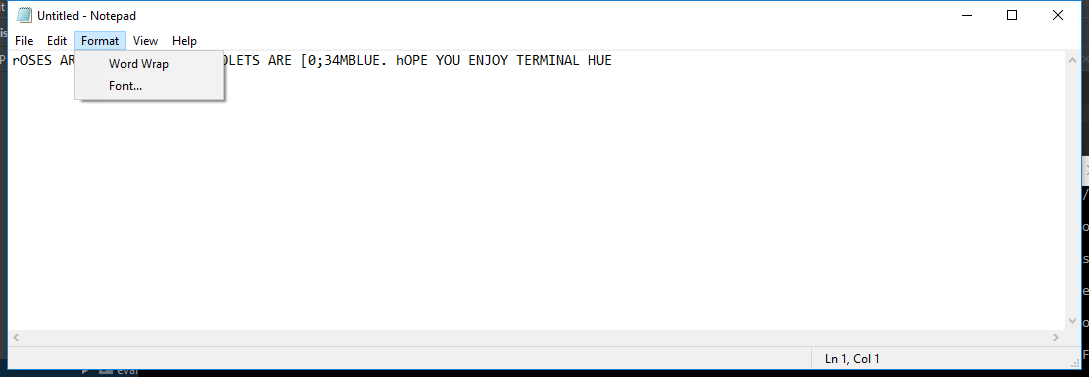 Untitled - Notepad
File Edit Format View Help
rOSES AR OLETS ARE [0;34MBLUE. hOPE YOU ENJOY TERMINAL HUE
Word Wrap
Font...
Ln 1, Col 1
eval